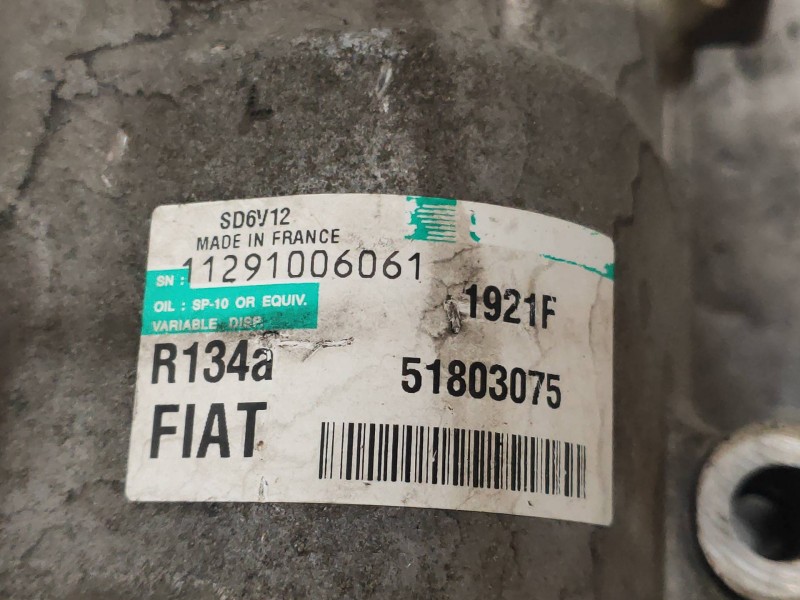 SD6V12
MADE IN FRANCE
SN : 11291006061
OIL : SP-10 OR EQUIV.
VARIABLE DISP.
1921F
R134a
51803075
FIAT